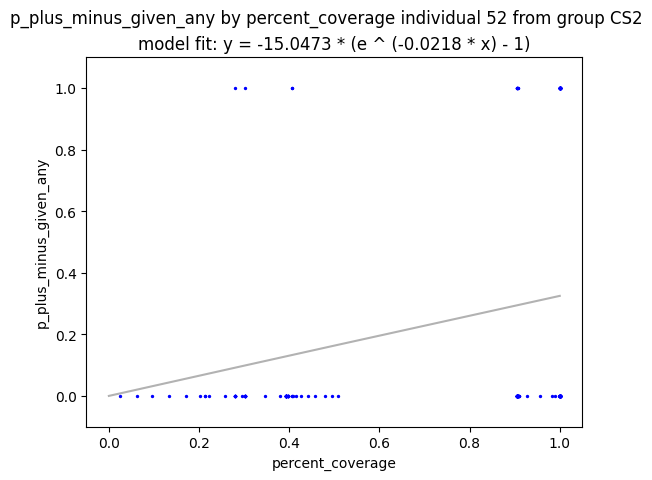 p_plus_minus_given_any by percent_coverage individual 52 from group CS2
model fit: y = -15.0473 * (e ^ (-0.0218 * x) - 1)
1.0
0.8
0.6
0.4
0.2
0.0
p_plus_minus_given_any
0.0 0.2 0.4 0.6 0.8 1.0
percent_coverage